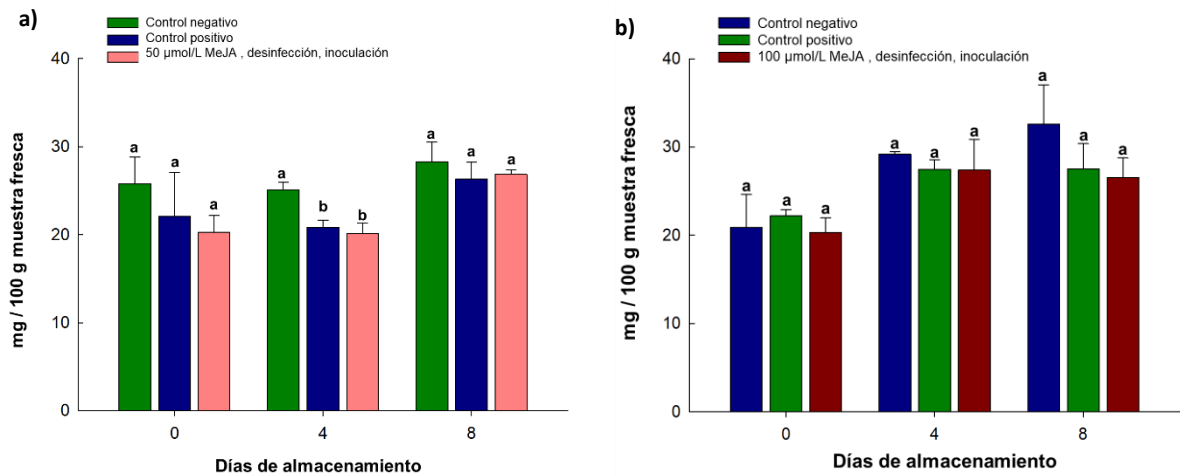 a)
Control negativo
Control positivo
50 µmol/L MeJA , desinfección, inoculación
mg / 100 g muestra fresca
40
30
20
10
0
a
a
a
a
b
b
a
a
a
0
4
8
Días de almacenamiento
b)
Control negativo
Control positivo
100 µmol/L MeJA , desinfección, inoculación
mg / 100 g muestra fresca
40
30
20
10
0
a
a
a
a
a
a
a
a
a
0
4
8
Días de almacenamiento